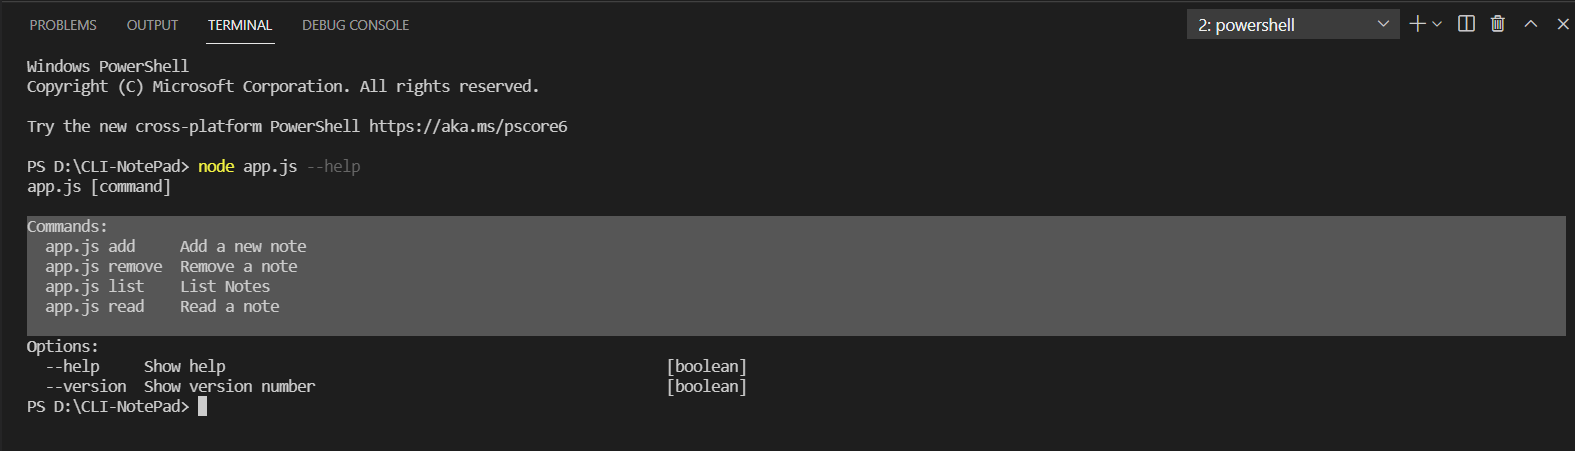 PROBLEMS OUTPUT TERMINAL DEBUG CONSOLE 2: powershell
Windows PowerShell
Copyright (C) Microsoft Corporation. All rights reserved.
Try the new cross-platform PowerShell https://aka.ms/pscore6
PS D:\CLI-NotePad> node app.js --help
app.js [command]
Commands:
  app.js add     Add a new note
  app.js remove  Remove a note
  app.js list    List Notes
  app.js read    Read a note
Options:
  --help     Show help                                                 [boolean]
  --version  Show version number                                       [boolean]
PS D:\CLI-NotePad>